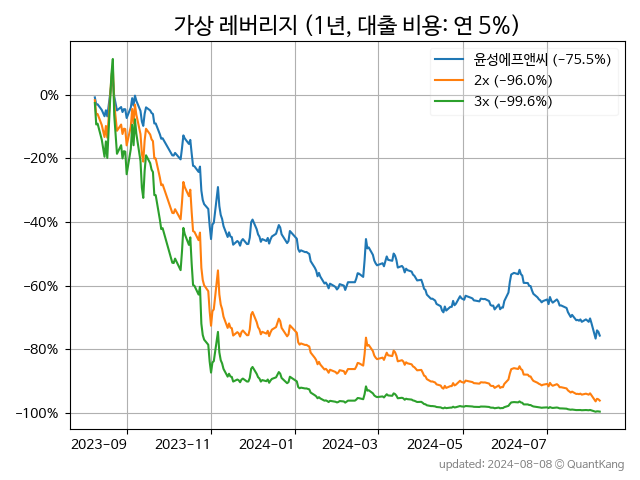 가상 레버리지 (1년, 대출 비용: 연 5%)
윤성에프앤씨 (−75.5%)
2x (−96.0%)
3x (−99.6%)
0%
−20%
−40%
−60%
−80%
−100%
2023-09 2023-11 2024-01 2024-03 2024-05 2024-07
updated: 2024-08-08 © QuantKang